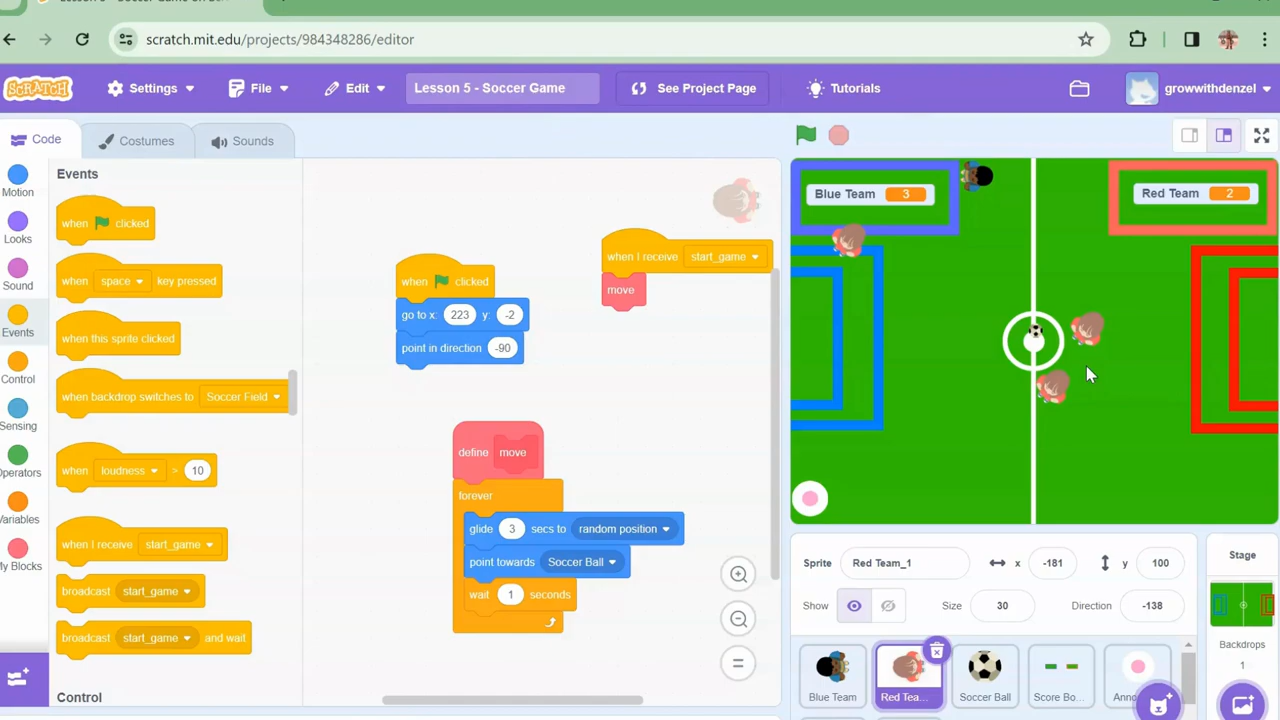 scratch.mit.edu/projects/984348286/editor
SCRATCH
Settings
File
Edit
Lesson 5 - Soccer Game
See Project Page
Tutorials
growwithdenzel
Code
Costumes
Sounds
Motion
Looks
Sound
Events
Control
Sensing
Operators
Variables
My Blocks
Events
when clicked
when space key pressed
when this sprite clicked
when backdrop switches to Soccer Field
when loudness > 10
when I receive start_game
broadcast start_game
broadcast start_game and wait
Control
when clicked
go to x: 223 y: -2
point in direction -90
when I receive start_game
move
define move
forever
glide 3 secs to random position
point towards Soccer Ball
wait 1 seconds
Blue Team 3
Red Team 2
Sprite Red Team_1 x -181 y 100
Show Size 30 Direction -138
Blue Team
Red Tea...
Soccer Ball
Score Bo...
Stage
Backdrops
1